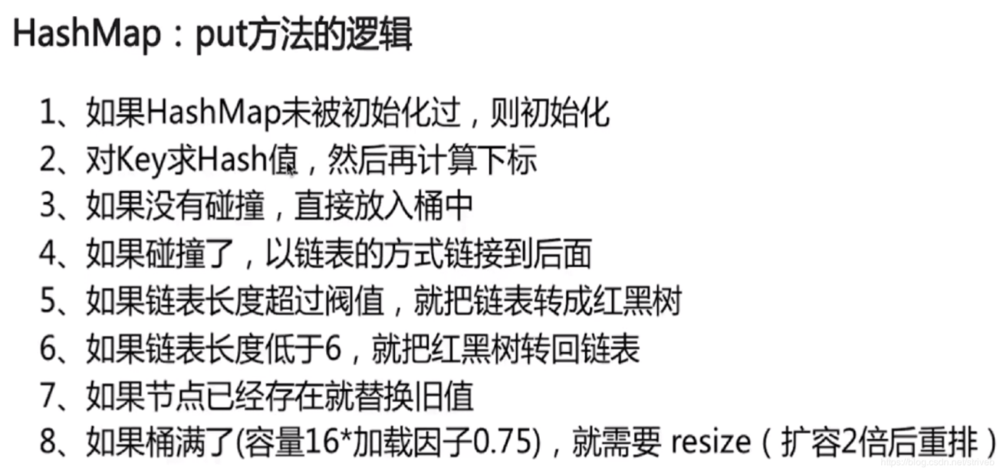 HashMap：put方法的逻辑
1、如果HashMap未被初始化过，则初始化
2、对Key求Hash值，然后再计算下标
3、如果没有碰撞，直接放入桶中
4、如果碰撞了，以链表的方式链接到后面
5、如果链表长度超过阀值，就把链表转成红黑树
6、如果链表长度低于6，就把红黑树转回链表
7、如果节点已经存在就替换旧值
8、如果桶满了(容量16*加载因子0.75)，就需要 resize（扩容2倍后重排）
https://blog.csdn.net/striveb